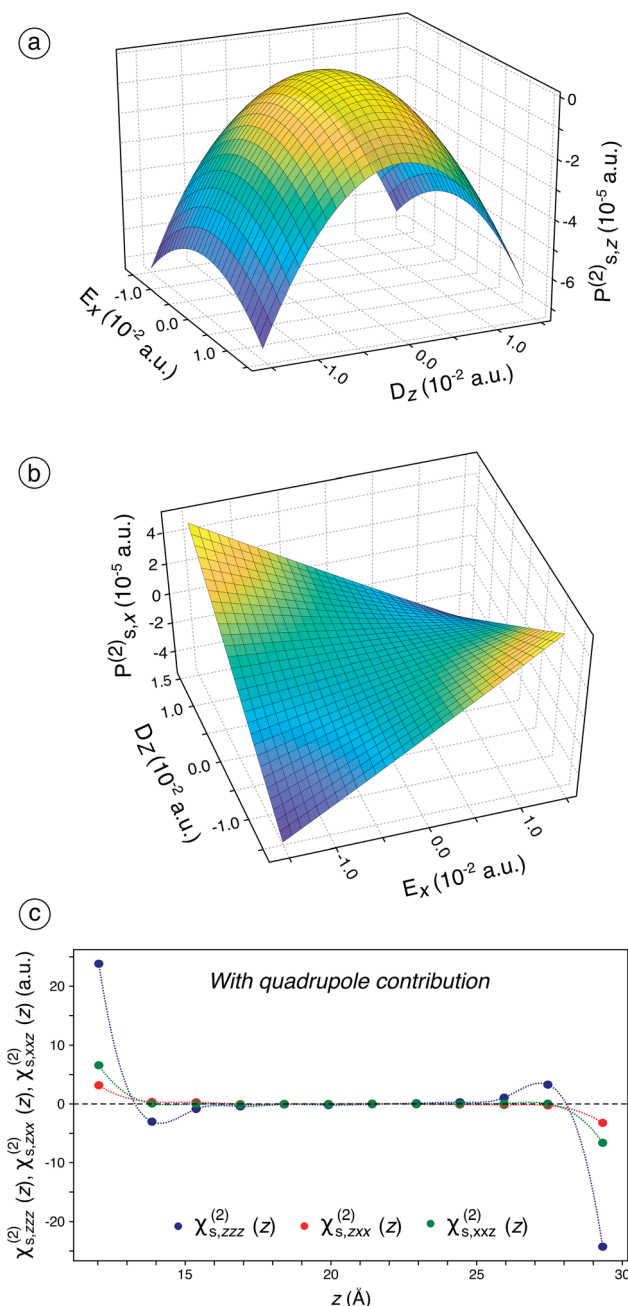 a
0
-2
-4
-6
P(2)s,z (10-5 a.u.)
-1.0
0.0
1.0
Ex (10-2 a.u.)
-1.0
0.0
1.0
Dz (10-2 a.u.)
b
4
2
0
-2
-4
P(2)s,x (10-5 a.u.)
1.5
1.0
0.0
-1.0
DZ (10-2 a.u.)
-1.0
0.0
1.0
Ex (10-2 a.u.)
c
χ(2)s,zzz (z), χ(2)s,zxx (z), χ(2)s,xxz (z) (a.u.)
With quadrupole contribution
20
10
0
-10
-20
χ(2)s,zzz (z) χ(2)s,zxx (z) χ(2)s,xxz (z)
15 20 25 30
z (Å)